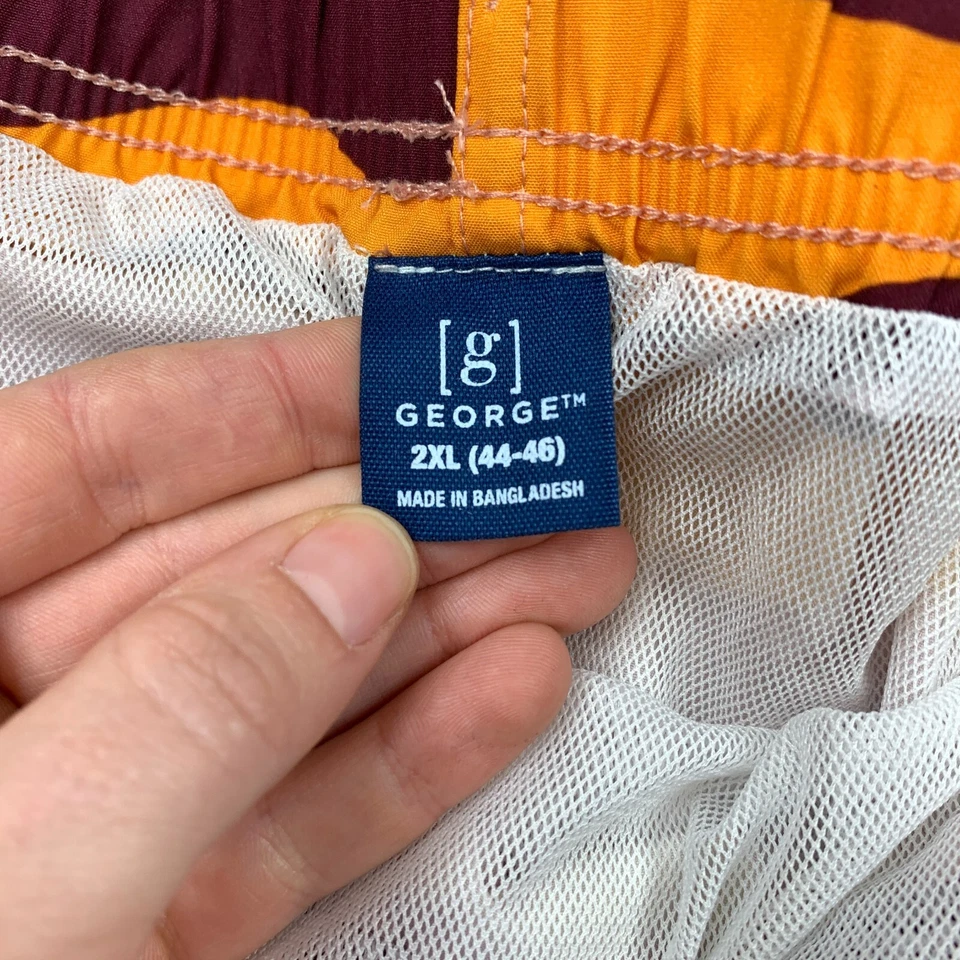 [g]
GEORGE™
2XL (44-46)
MADE IN BANGLADESH